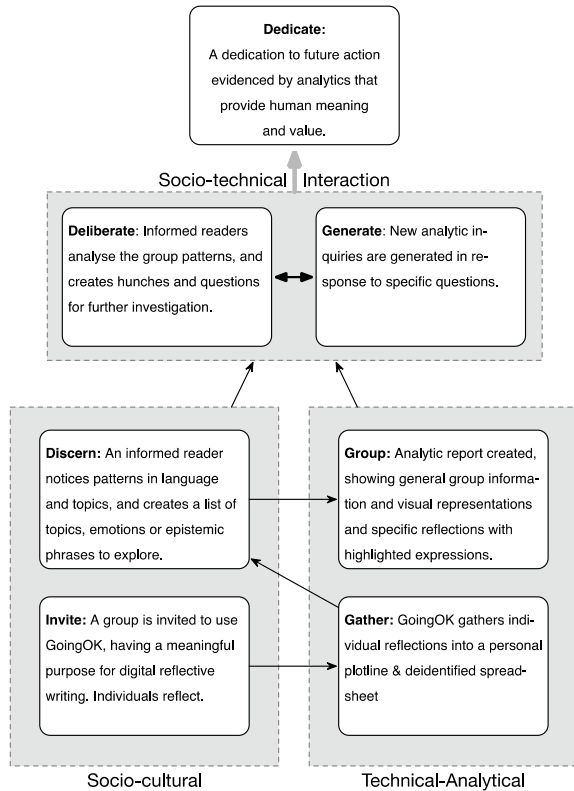 Dedicate:
A dedication to future action
evidenced by analytics that
provide human meaning
and value.
Socio-technical Interaction
Deliberate: Informed readers
analyse the group patterns, and
creates hunches and questions
for further investigation.
Generate: New analytic in-
quiries are generated in re-
sponse to specific questions.
Discern: An informed reader
notices patterns in language
and topics, and creates a list of
topics, emotions or epistemic
phrases to explore.
Group: Analytic report created,
showing general group informa-
tion and visual representations
and specific reflections with
highlighted expressions.
Invite: A group is invited to use
GoingOK, having a meaningful
purpose for digital reflective
writing. Individuals reflect.
Gather: GoingOK gathers indi-
vidual reflections into a personal
plotline & deidentified spread-
sheet
Socio-cultural
Technical-Analytical